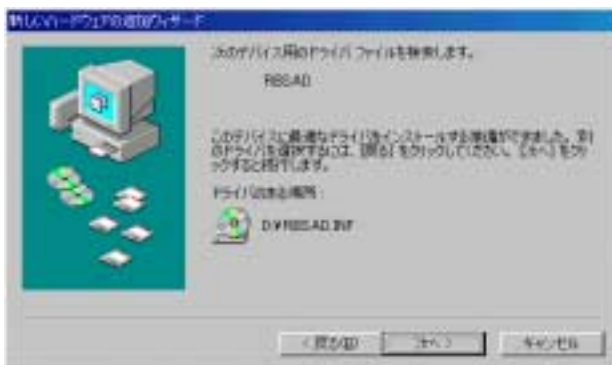 新しいハードウェアの追加ウィザード
次のデバイス用のドライバ ファイルを検索します。
このデバイスに最適なドライバをインストールする準備ができました。別
のドライバを選択するには、[戻る] をクリックしてください。[次へ] をクリ
ックすると続行します。
ドライバのある場所 :
< 戻る(B)
次へ >
キャンセル